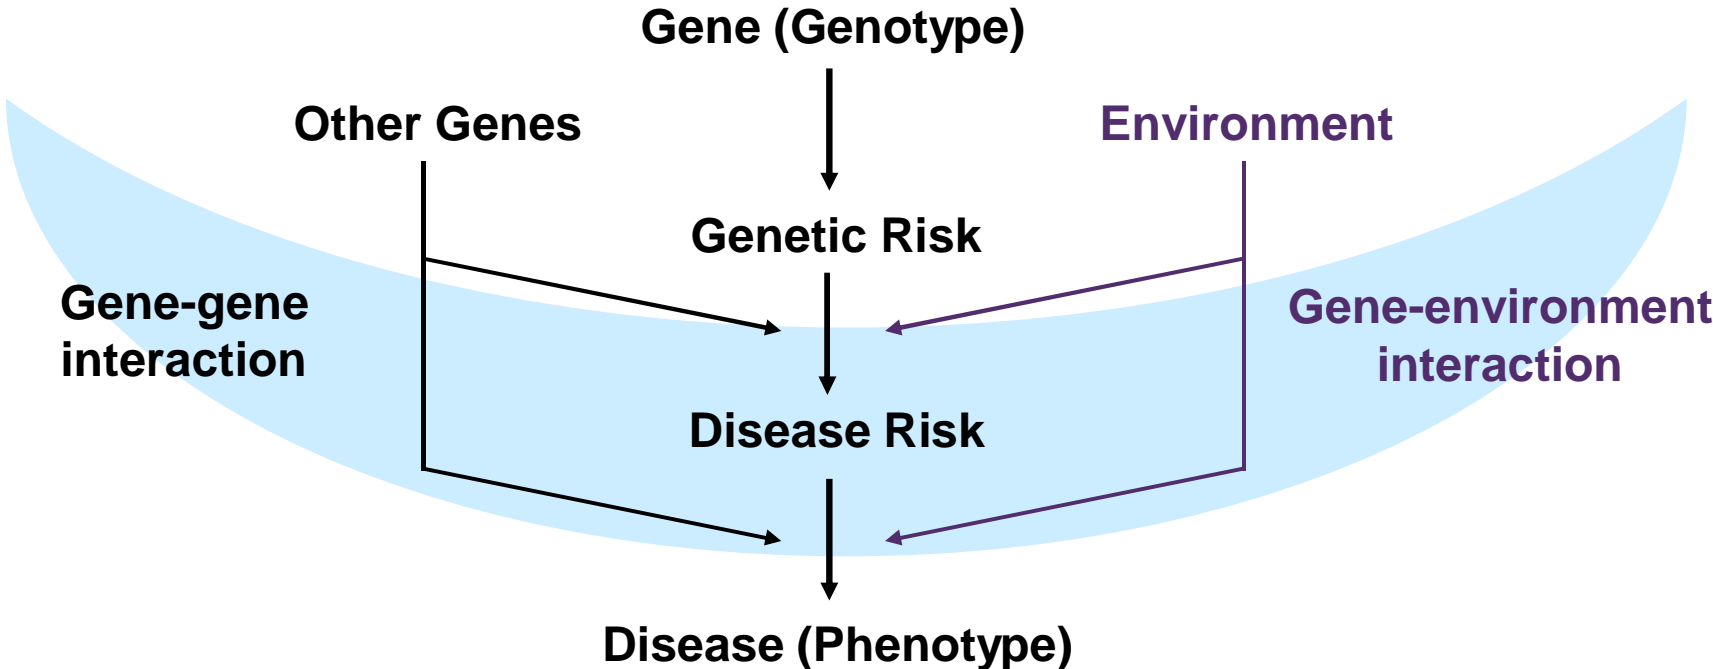 Gene (Genotype)
Other Genes
Environment
Genetic Risk
Gene-gene
interaction
Gene-environment
interaction
Disease Risk
Disease (Phenotype)